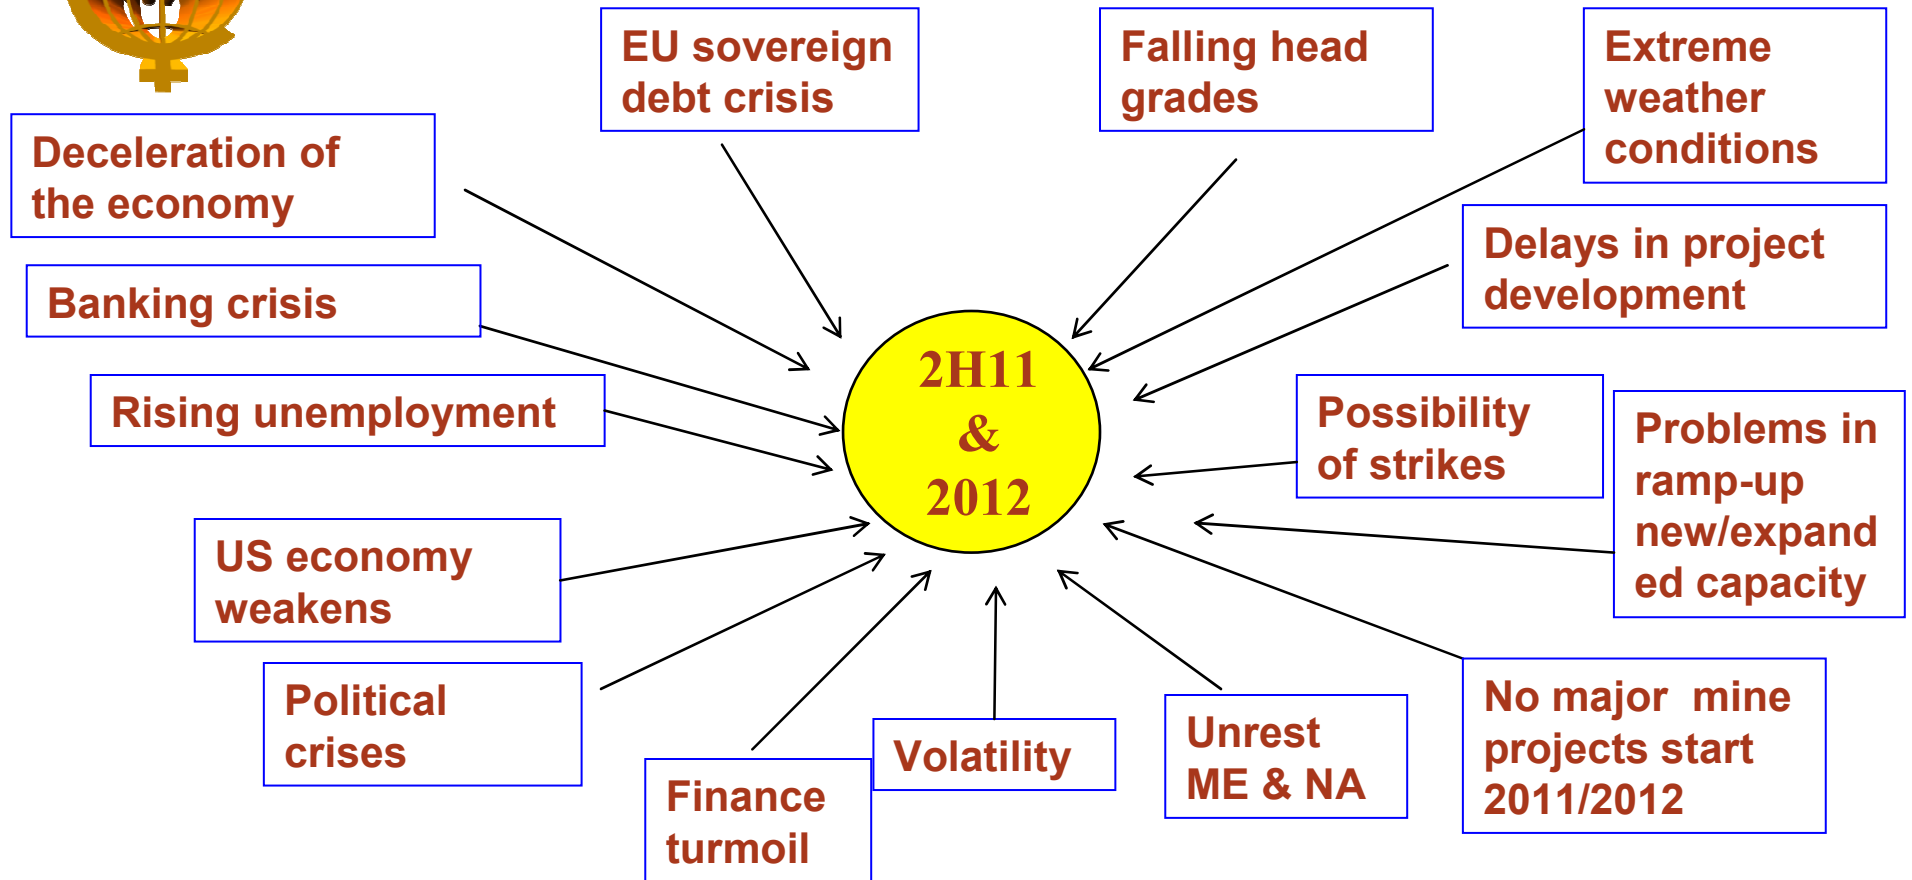 EU sovereign
debt crisis
Falling head
grades
Extreme
weather
conditions
Deceleration of
the economy
Delays in project
development
Banking crisis
2H11
&
2012
Rising unemployment
Possibility
of strikes
Problems in
ramp-up
new/expand
ed capacity
US economy
weakens
Political
crises
Finance
turmoil
Volatility
Unrest
ME & NA
No major  mine
projects start
2011/2012